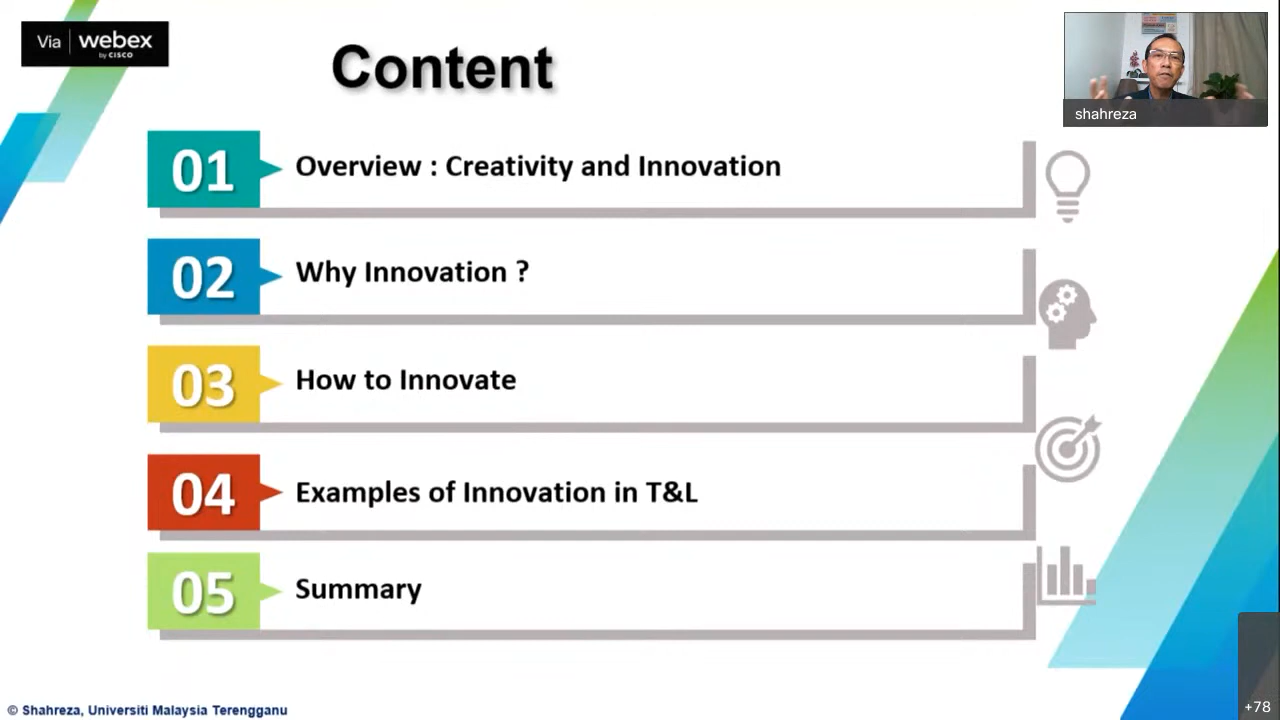 Via webex
by CISCO
Content
shahreza
01 Overview : Creativity and Innovation
02 Why Innovation ?
03 How to Innovate
04 Examples of Innovation in T&L
05 Summary
+78
© Shahreza, Universiti Malaysia Terengganu